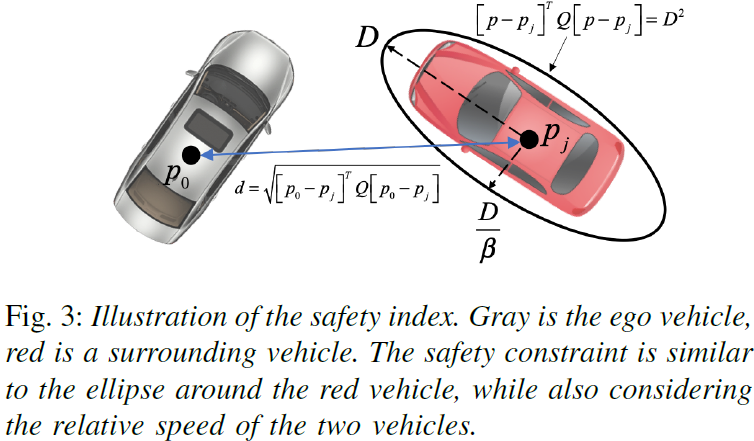 [p−p_j]^T Q[p−p_j]=D^2
D
p_j
p_0
d=√([p_0−p_j]^T Q[p_0−p_j])
D/β
Fig. 3: Illustration of the safety index. Gray is the ego vehicle,
red is a surrounding vehicle. The safety constraint is similar
to the ellipse around the red vehicle, while also considering
the relative speed of the two vehicles.